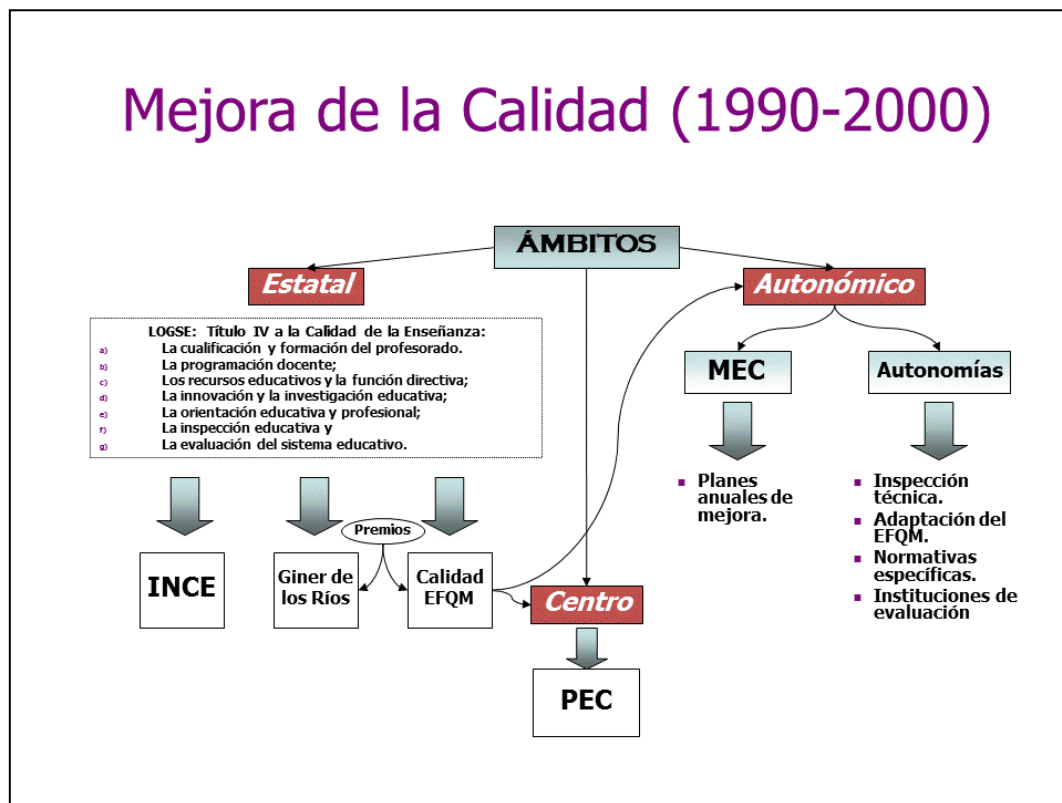 Mejora de la Calidad (1990-2000)
ÁMBITOS
Estatal
Autonómico
LOGSE: Título IV a la Calidad de la Enseñanza:
a) La cualificación y formación del profesorado.
b) La programación docente;
c) Los recursos educativos y la función directiva;
d) La innovación y la investigación educativa;
e) La orientación educativa y profesional;
f) La inspección educativa y
g) La evaluación del sistema educativo.
MEC
Autonomías
▪ Planes
anuales de
mejora.
▪ Inspección
técnica.
▪ Adaptación del
EFQM.
▪ Normativas
específicas.
▪ Instituciones de
evaluación
Premios
INCE
Giner de
los Ríos
Calidad
EFQM
Centro
PEC